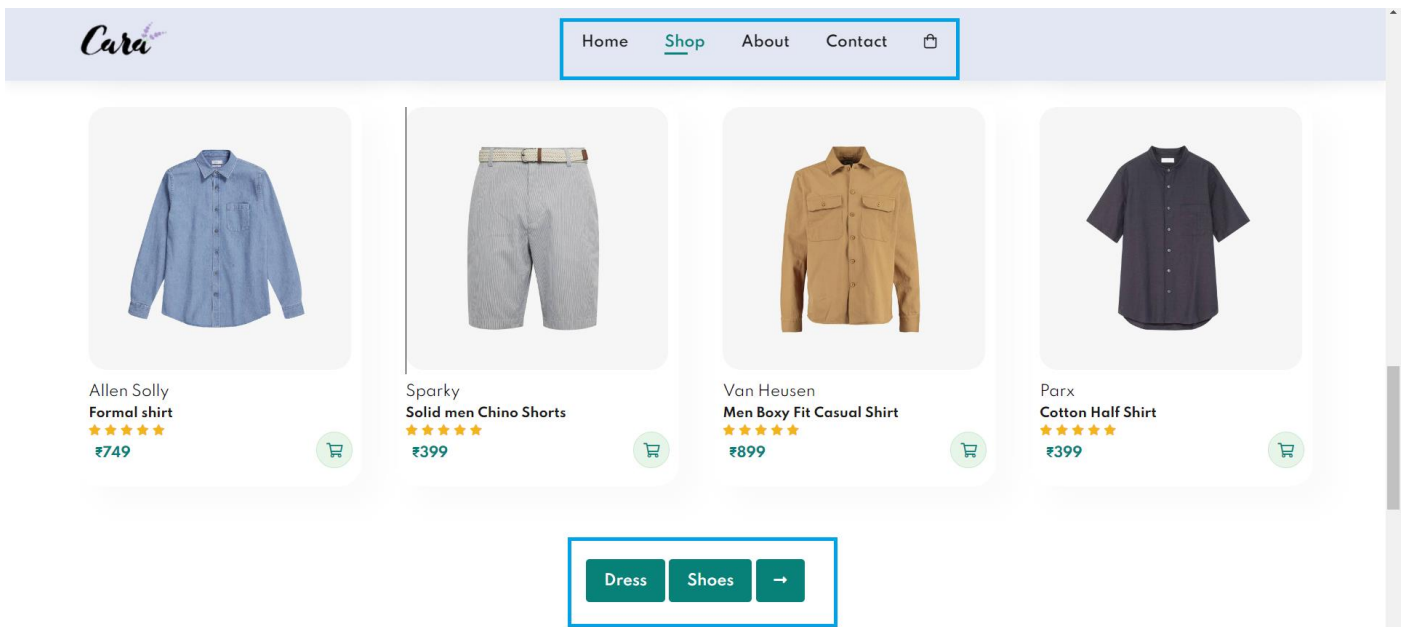 Cara
Home Shop About Contact
Allen Solly
Formal shirt
₹749
Sparky
Solid men Chino Shorts
₹399
Van Heusen
Men Boxy Fit Casual Shirt
₹899
Parx
Cotton Half Shirt
₹399
Dress Shoes →